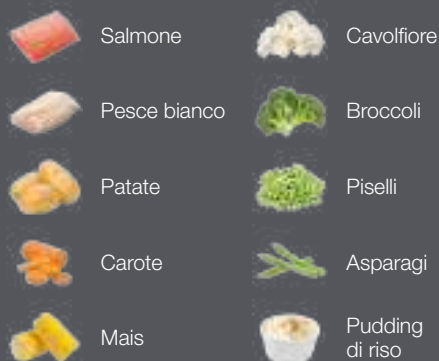 Salmone
Pesce bianco
Patate
Carote
Mais
Cavolfiore
Broccoli
Piselli
Asparagi
Pudding
di riso